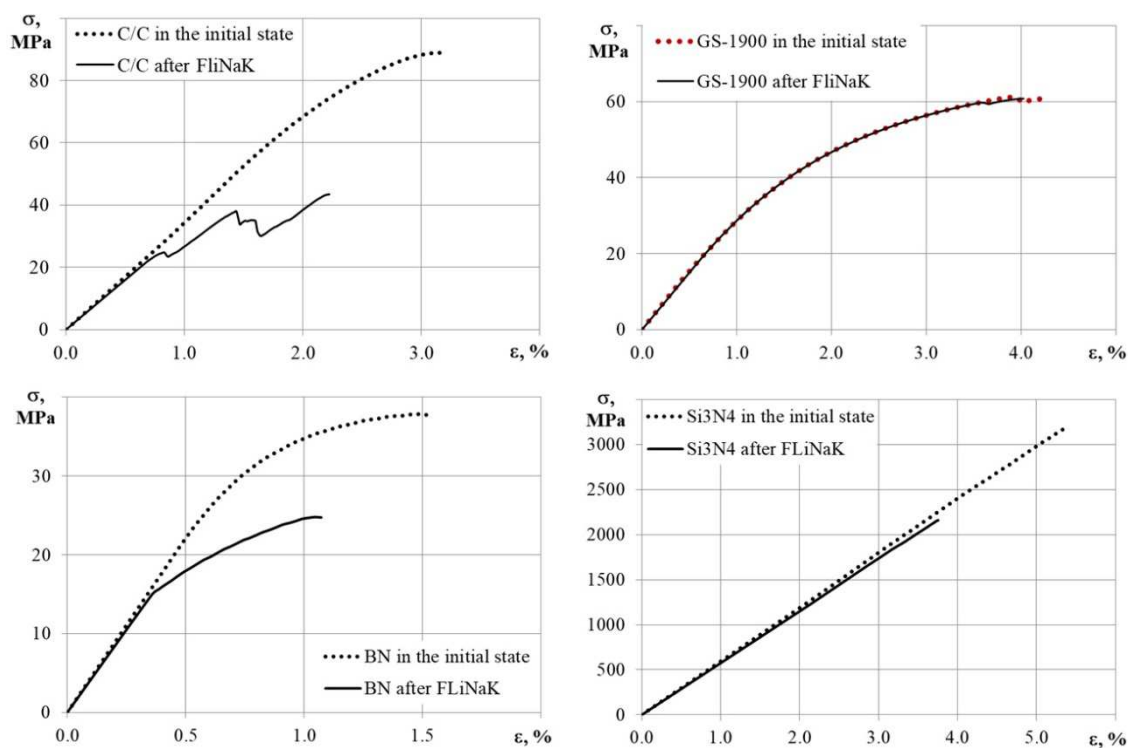 σ,
MPa
C/C in the initial state
C/C after FliNaK
80
60
40
20
0
0.0 1.0 2.0 3.0 ε, %
σ,
MPa
GS-1900 in the initial state
GS-1900 after FLiNaK
60
40
20
0
0.0 1.0 2.0 3.0 4.0 ε, %
σ,
MPa
30
20
10
0
BN in the initial state
BN after FLiNaK
0.0 0.5 1.0 1.5 ε, %
σ,
MPa
Si3N4 in the initial state
Si3N4 after FLiNaK
3000
2500
2000
1500
1000
500
0
0.0 1.0 2.0 3.0 4.0 5.0 ε, %